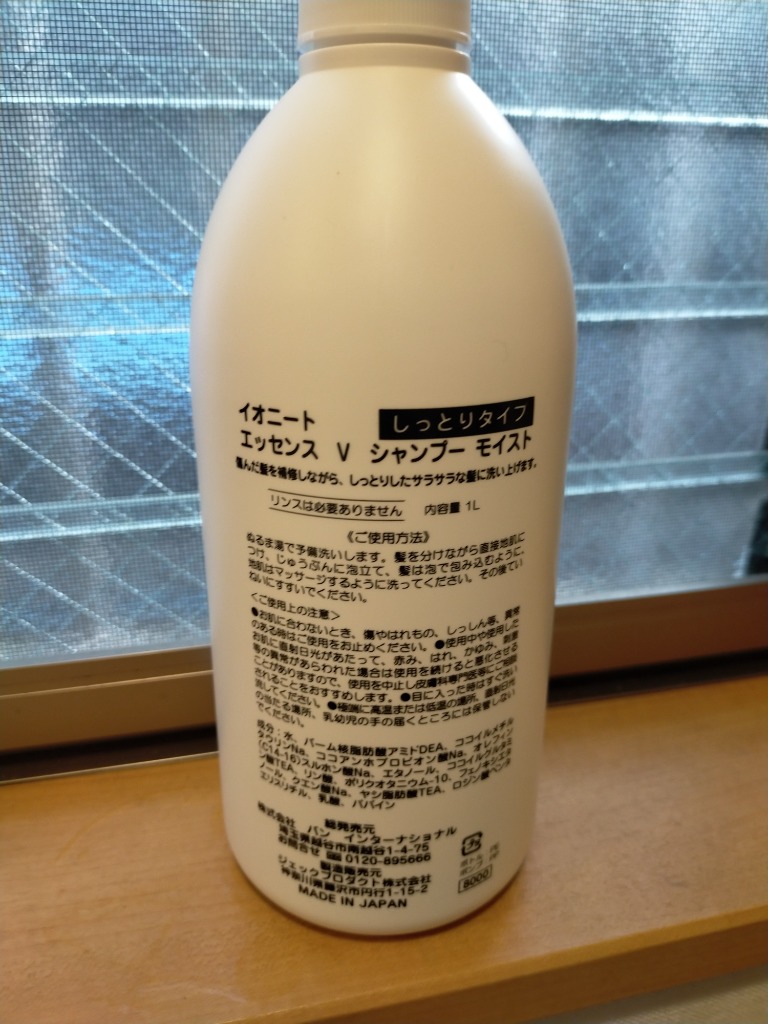 イオニート
しっとりタイプ
エッセンス V シャンプー モイスト
傷んだ髪を補修しながら、しっとりしたサラサラな髪に洗い上げます。
リンスは必要ありません 内容量 1L
《ご使用方法》
ぬるま湯で予備洗いします。髪を分けながら直接地肌に
つけ、じゅうぶんに泡立て、髪は泡で包み込むように、
地肌はマッサージするように洗ってください。その後てい
ねいにすすいでください。
<ご使用上の注意>
●お肌に合わないとき、傷やはれもの、しっしん等、異常
のある時はご使用をお止めください。●使用中や使用した
お肌に直射日光があたって、赤み、はれ、かゆみ、刺激
等の異常があらわれた場合は使用を続けると悪化させる
ことがありますので、使用を中止し皮膚科専門医等にご相談
されることをおすすめします。●目に入った時はすぐ洗い
流してください。●極端に高温または低温の場所、直射日光
の当たる場所、乳幼児の手の届くところには保管しない
でください。
成分:水、パーム核脂肪酸アミドDEA、ココイルメチル
タウリンNa、ココアンホプロピオン酸Na、オレフィン
(C14-16)スルホン酸Na、エタノール、ココイルグルタミ
ン酸TEA、リン酸、ポリクオタニウム-10、フェノキシエタ
ノール、クエン酸Na、ヤシ脂肪酸TEA、ロジン酸ペンタ
エリスリチル、乳酸、パパイン
総発売元
株式会社 バン インターナショナル
埼玉県越谷市南越谷1-4-75
お問合せ 0120-895666
製造販売元
ジェックプロダクト株式会社
神奈川県藤沢市円行1-15-2
MADE IN JAPAN
ボトル PE
ポンプ PP
8000